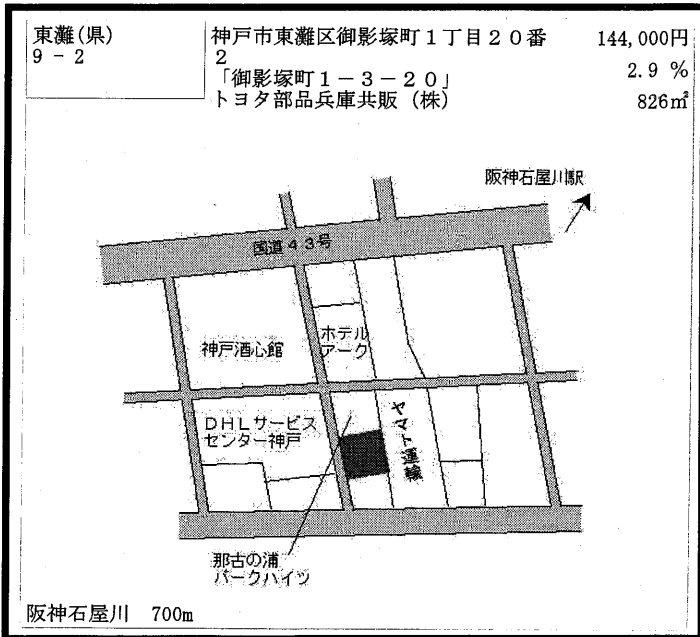 東灘(県)
9-2
神戸市東灘区御影塚町1丁目20番
2
「御影塚町1-3-20」
トヨタ部品兵庫共販(株)
144,000円
2.9 %
826㎡
阪神石屋川駅
国道43号
神戸酒心館
ホテル
アーク
DHLサービス
センター神戸
ヤマト運輸
那古の浦
パークハイツ
阪神石屋川 700m